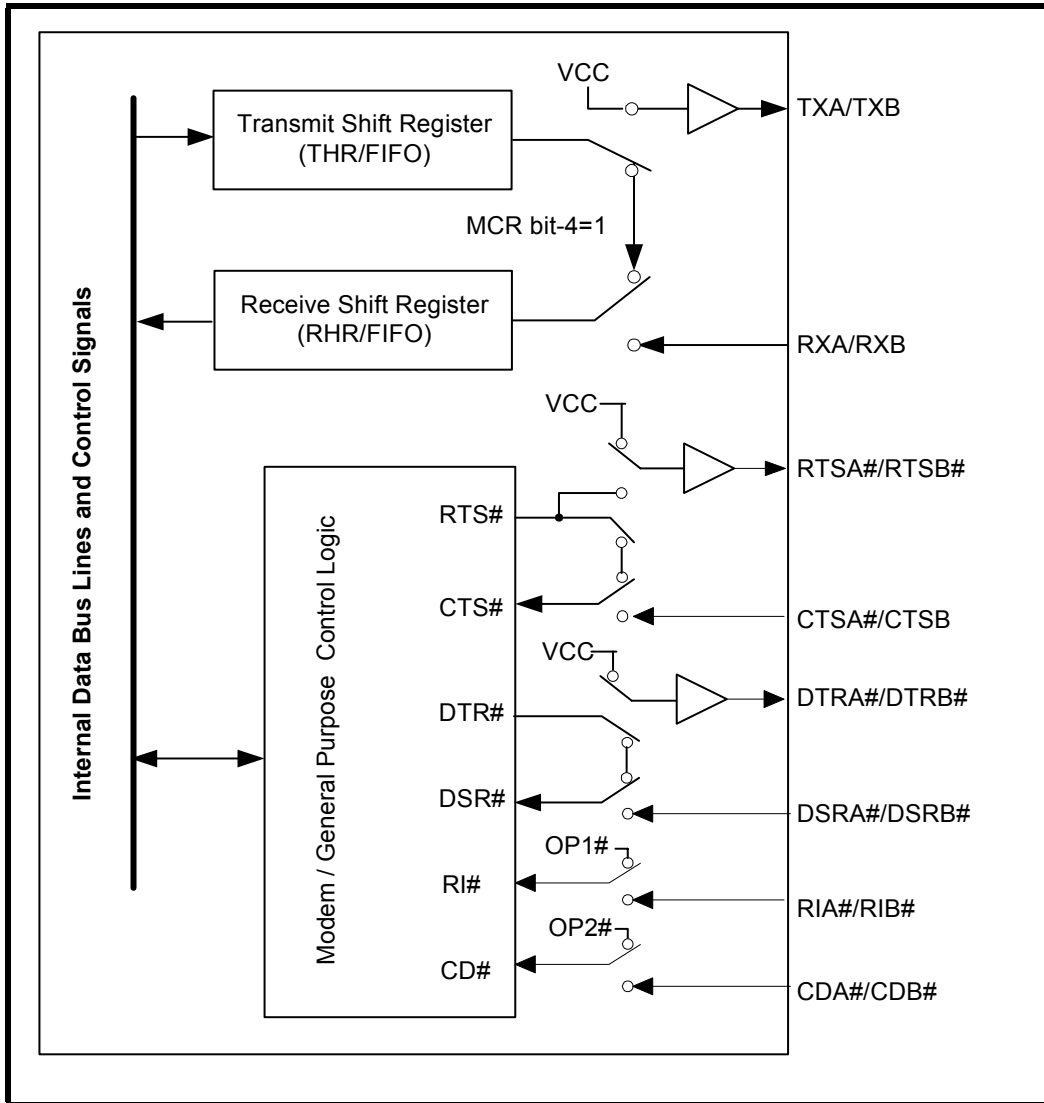 VCC
TXA/TXB
Transmit Shift Register
(THR/FIFO)
MCR bit-4=1
Receive Shift Register
(RHR/FIFO)
RXA/RXB
Internal Data Bus Lines and Control Signals
VCC
RTSA#/RTSB#
Modem / General Purpose Control Logic
RTS#
CTS#
CTSA#/CTSB
VCC
DTR#
DTRA#/DTRB#
DSR#
DSRA#/DSRB#
OP1#
RI#
RIA#/RIB#
OP2#
CD#
CDA#/CDB#